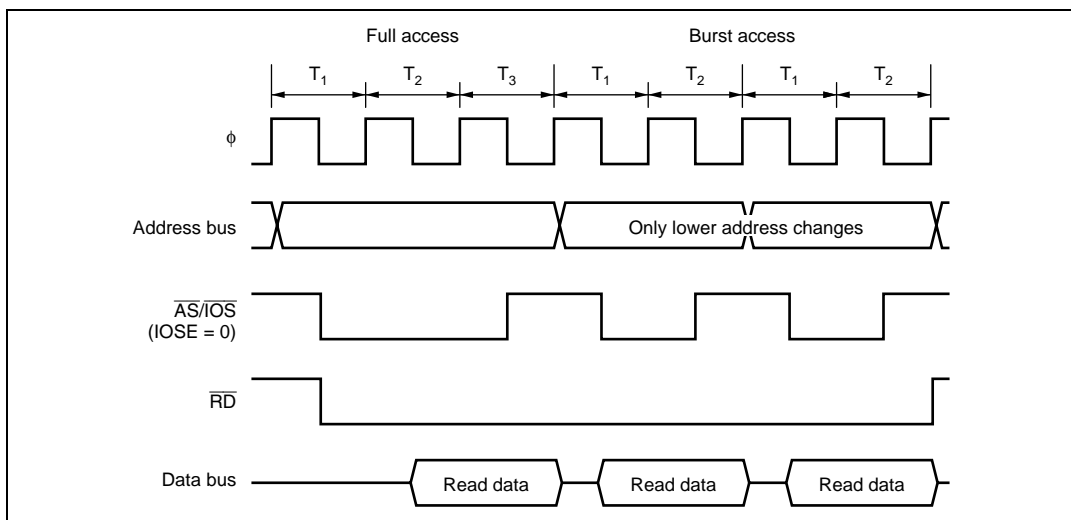 Full access Burst access
T1 T2 T3 T1 T2 T1 T2
ϕ
Address bus
Only lower address changes
AS/IOS
(IOSE = 0)
RD
Data bus
Read data Read data Read data